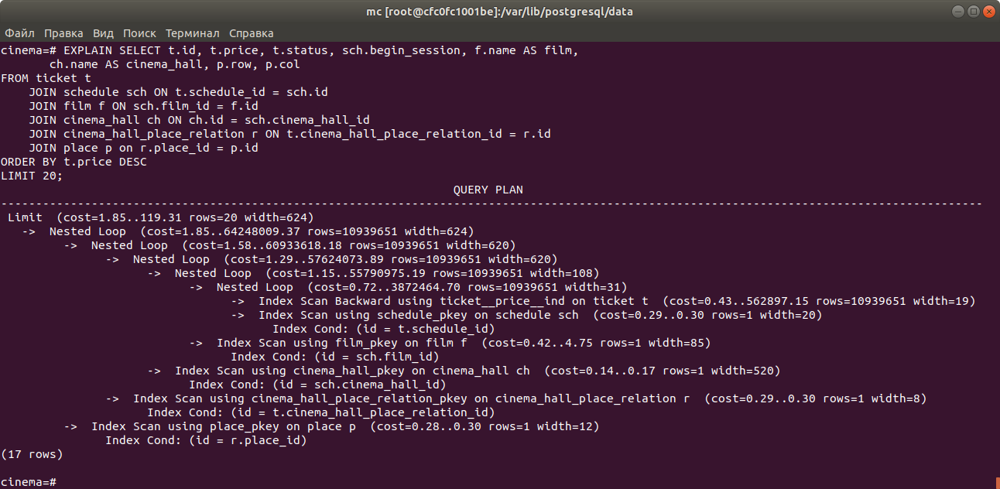 mc [root@cfc0fc1001be]:/var/lib/postgresql/data
Файл Правка Вид Поиск Терминал Справка
cinema=# EXPLAIN SELECT t.id, t.price, t.status, sch.begin_session, f.name AS film,
       ch.name AS cinema_hall, p.row, p.col
FROM ticket t
    JOIN schedule sch ON t.schedule_id = sch.id
    JOIN film f ON sch.film_id = f.id
    JOIN cinema_hall ch ON ch.id = sch.cinema_hall_id
    JOIN cinema_hall_place_relation r ON t.cinema_hall_place_relation_id = r.id
    JOIN place p on r.place_id = p.id
ORDER BY t.price DESC
LIMIT 20;
                                                                 QUERY PLAN
---------------------------------------------------------------------------------------------------------------------------------------------
 Limit  (cost=1.85..119.31 rows=20 width=624)
   ->  Nested Loop  (cost=1.85..64248009.37 rows=10939651 width=624)
         ->  Nested Loop  (cost=1.58..60933618.18 rows=10939651 width=620)
               ->  Nested Loop  (cost=1.29..57624073.89 rows=10939651 width=620)
                     ->  Nested Loop  (cost=1.15..55790975.19 rows=10939651 width=108)
                           ->  Nested Loop  (cost=0.72..3872464.70 rows=10939651 width=31)
                                 ->  Index Scan Backward using ticket__price__ind on ticket t  (cost=0.43..562897.15 rows=10939651 width=19)
                                 ->  Index Scan using schedule_pkey on schedule sch  (cost=0.29..0.30 rows=1 width=20)
                                       Index Cond: (id = t.schedule_id)
                           ->  Index Scan using film_pkey on film f  (cost=0.42..4.75 rows=1 width=85)
                                 Index Cond: (id = sch.film_id)
                     ->  Index Scan using cinema_hall_pkey on cinema_hall ch  (cost=0.14..0.17 rows=1 width=520)
                           Index Cond: (id = sch.cinema_hall_id)
               ->  Index Scan using cinema_hall_place_relation_pkey on cinema_hall_place_relation r  (cost=0.29..0.30 rows=1 width=8)
                     Index Cond: (id = t.cinema_hall_place_relation_id)
         ->  Index Scan using place_pkey on place p  (cost=0.28..0.30 rows=1 width=12)
               Index Cond: (id = r.place_id)
(17 rows)
cinema=#